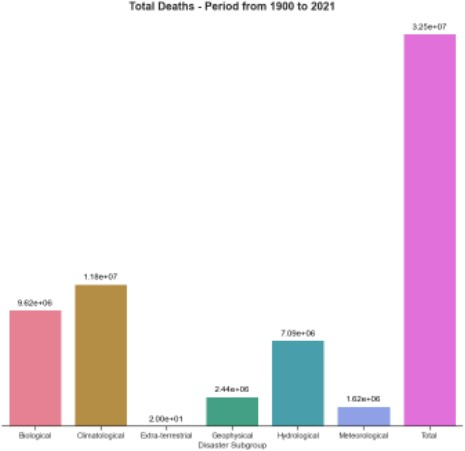 Total Deaths - Period from 1900 to 2021
3.25e+07
1.18e+07
9.62e+06
7.09e+06
2.44e+06
1.62e+06
2.00e+01
Biological Climatological Extra-terrestrial Geophysical Hydrological Meteorological Total
Disaster Subgroup